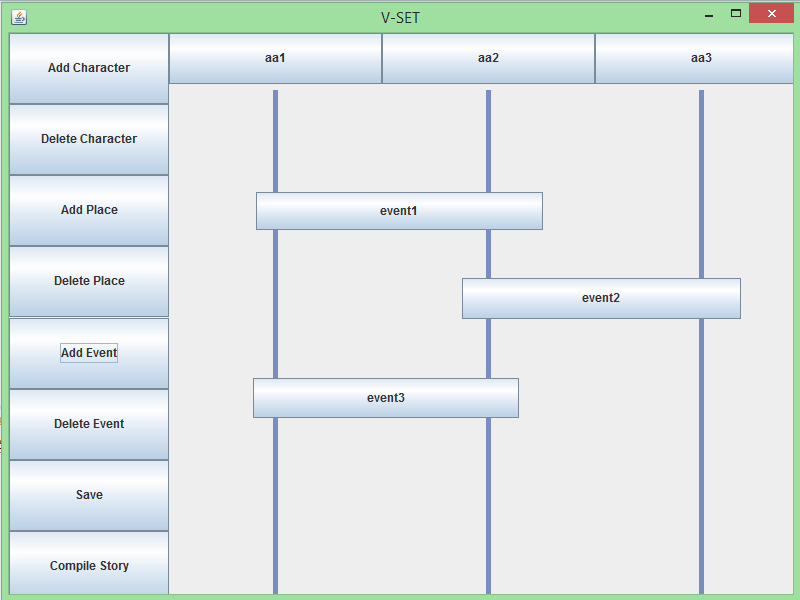 V-SET
Add Character
Delete Character
Add Place
Delete Place
Add Event
Delete Event
Save
Compile Story
aa1
aa2
aa3
event1
event2
event3